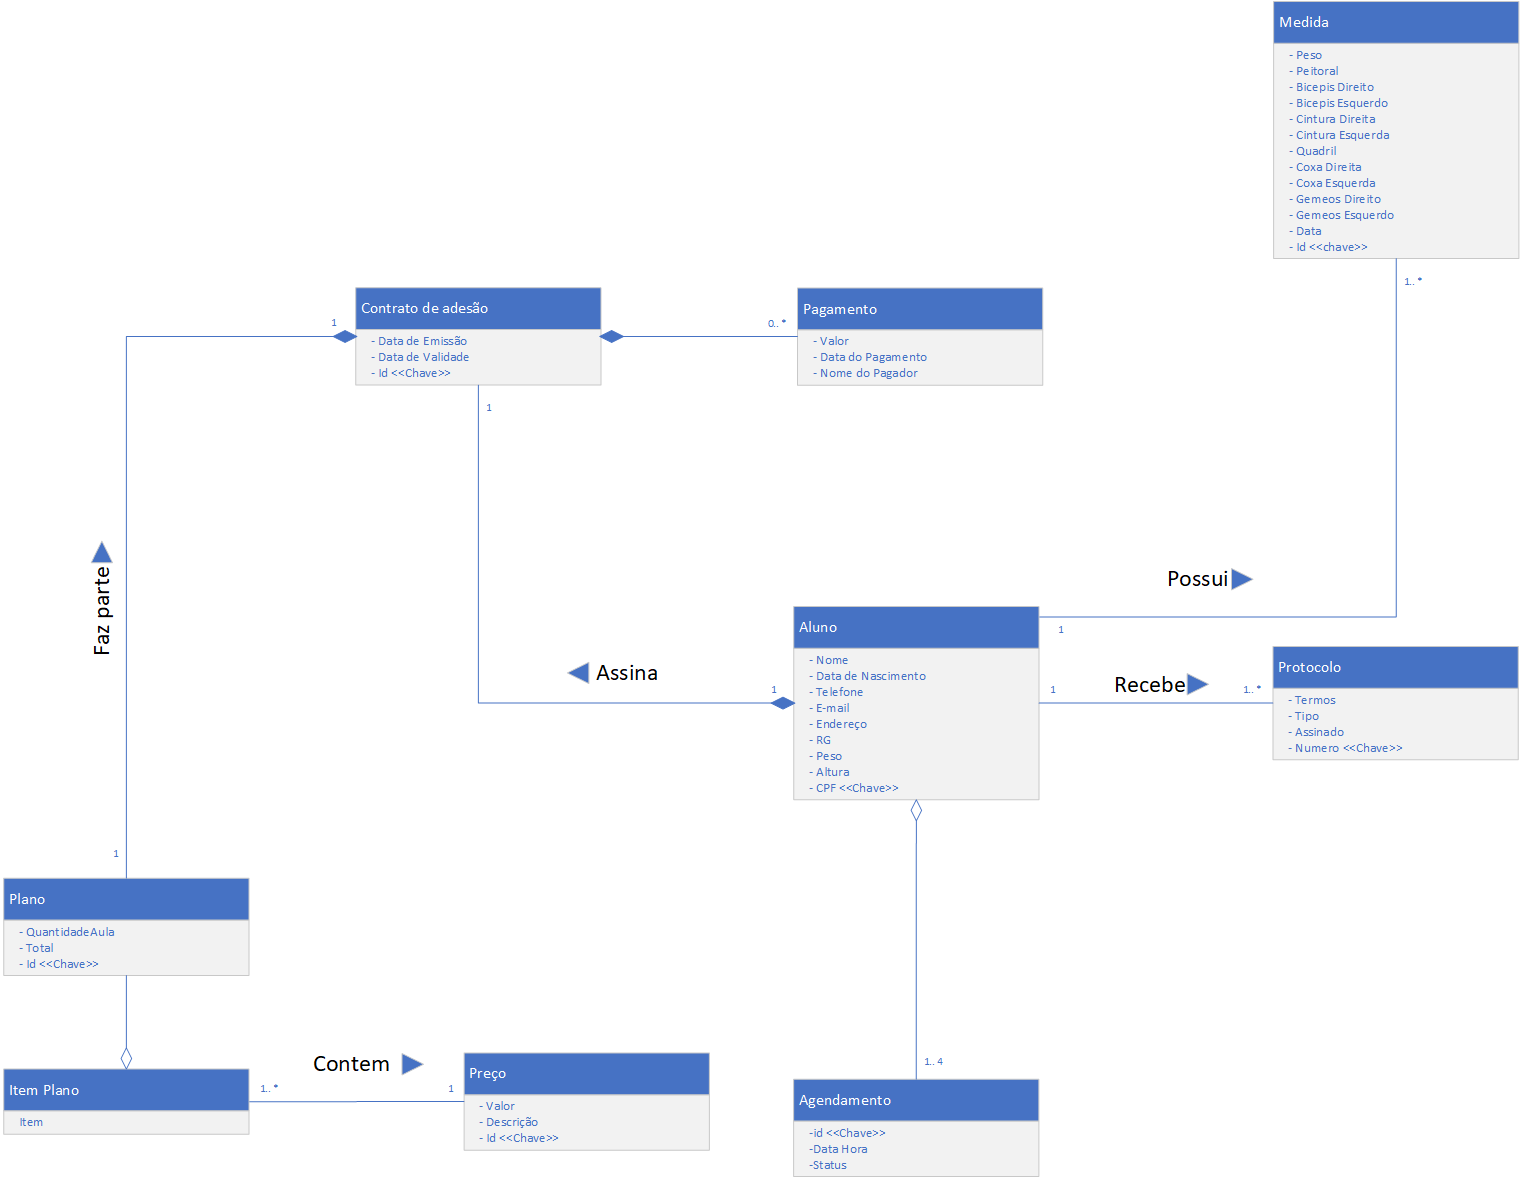 Medida
- Peso
- Peitoral
- Bicepis Direito
- Bicepis Esquerdo
- Cintura Direita
- Cintura Esquerda
- Quadril
- Coxa Direita
- Coxa Esquerda
- Gemeos Direito
- Gemeos Esquerdo
- Data
- Id <<chave>>
1.. *
Contrato de adesão
- Data de Emissão
- Data de Validade
- Id <<Chave>>
1
1
0.. *
Pagamento
- Valor
- Data do Pagamento
- Nome do Pagador
Faz parte
Assina
Possui
Aluno
- Nome
- Data de Nascimento
- Telefone
- E-mail
- Endereço
- RG
- Peso
- Altura
- CPF <<Chave>>
1
1
1
Recebe
1.. *
Protocolo
- Termos
- Tipo
- Assinado
- Numero <<Chave>>
1
Plano
- QuantidadeAula
- Total
- Id <<Chave>>
Item Plano
Item
1.. *
Contem
1
Preço
- Valor
- Descrição
- Id <<Chave>>
1.. 4
Agendamento
-id <<Chave>>
-Data Hora
-Status